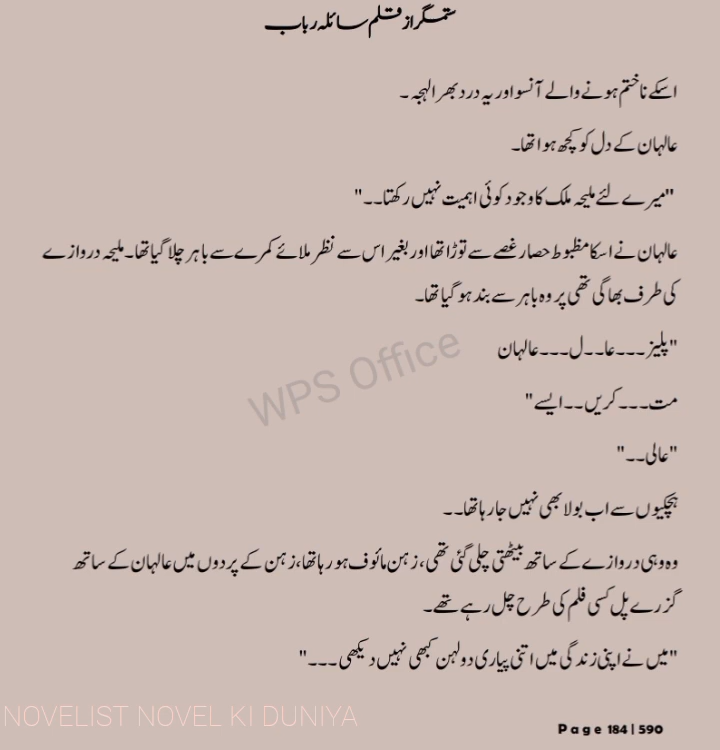 ستمگر از قلم سائلہ رباب
اسکے نا ختم ہونے والے آنسو اور یہ درد بھرا لہجہ ۔
عالہان کے دل کو کچھ ہوا تھا۔
"میرے لئے ملیحہ ملک کا وجود کوئی اہمیت نہیں رکھتا۔۔"
عالہان نے اسکا مظبوط حصار غصے سے توڑا تھا اور بغیر اس سے نظر ملائے کمرے سے باہر چلا گیا تھا۔ ملیحہ دروازے
کی طرف بھاگی تھی پر وہ باہر سے بند ہو گیا تھا۔
"پلیز ۔۔۔عا۔۔ل۔۔۔عالہان
مت۔۔۔کریں۔۔ایسے"
"عالی۔۔"
ہچکیوں سے اب بولا بھی نہیں جا رہا تھا۔۔
وہ وہی دروازے کے ساتھ بیٹھتی چلی گئی تھی، زہن مائوف ہو رہا تھا، زہن کے پردوں میں عالہان کے ساتھ
گزرے پل کسی فلم کی طرح چل رہے تھے۔
"میں نے اپنی زندگی میں اتنی پیاری دولہن کبھی نہیں دیکھی ۔۔۔"
WPS Office
NOVELIST NOVEL KI DUNIYA
Page 184 | 590